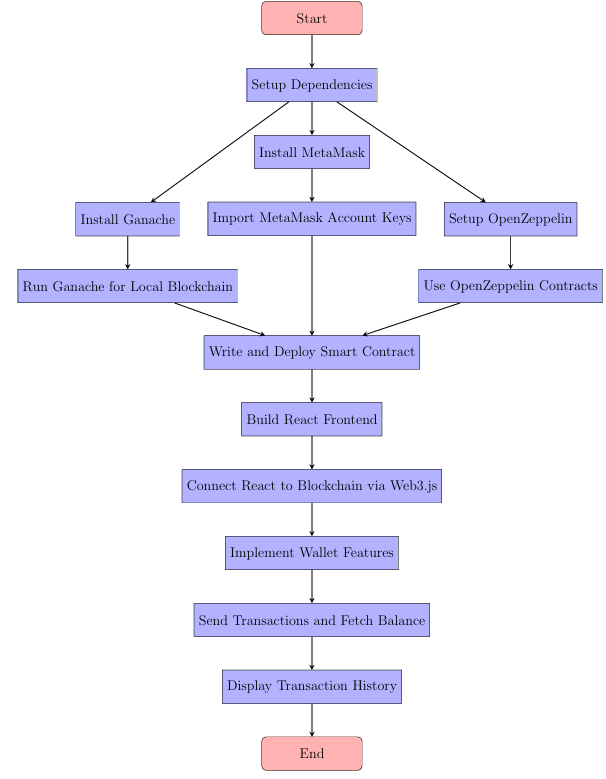 Start
Setup Dependencies
Install MetaMask
Install Ganache
Import MetaMask Account Keys
Setup OpenZeppelin
Run Ganache for Local Blockchain
Use OpenZeppelin Contracts
Write and Deploy Smart Contract
Build React Frontend
Connect React to Blockchain via Web3.js
Implement Wallet Features
Send Transactions and Fetch Balance
Display Transaction History
End